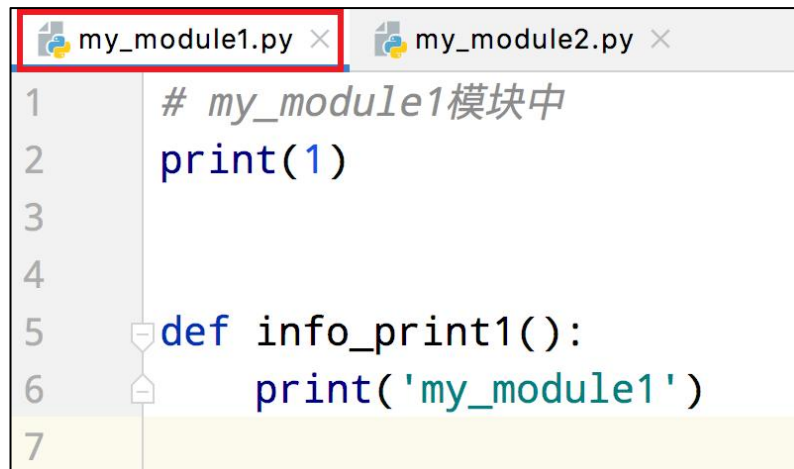 my_module1.py × my_module2.py ×
1 # my_module1模块中
2 print(1)
3
4
5 def info_print1():
6     print('my_module1')
7